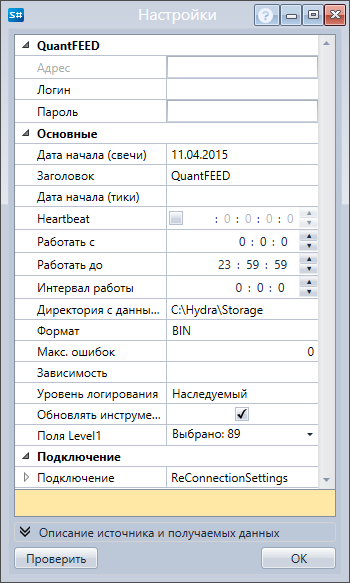 S# Настройки ?
QuantFEED
Адрес
Логин
Пароль
Основные
Дата начала (свечи) 11.04.2015
Заголовок QuantFEED
Дата начала (тики)
Heartbeat : 0 : 0 : 0 : 0
Работать с 0 : 0 : 0
Работать до 23 : 59 : 59
Интервал работы 0 : 0 : 0
Директория с данны... C:\Hydra\Storage
Формат BIN
Макс. ошибок 0
Зависимость
Уровень логирования Наследуемый
Обновлять инструме...
Поля Level1 Выбрано: 89
Подключение
Подключение ReConnectionSettings
Описание источника и получаемых данных
Проверить OK